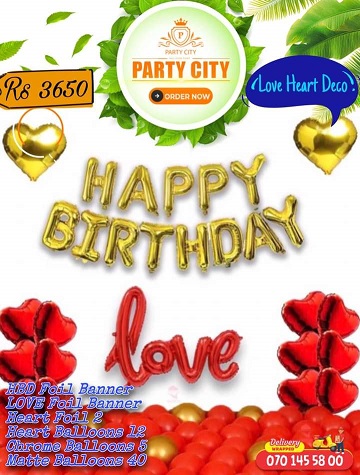 P
PARTY CITY
PARTY CITY
ORDER NOW
Rs 3650
Love Heart Deco
HAPPY
BIRTHDAY
love
HBD Foil Banner
LOVE Foil Banner
Heart Foil 2
Heart Balloons 12
Chrome Balloons 5
Matte Balloons 40
Delivery
WRAPPED
070 145 58 00